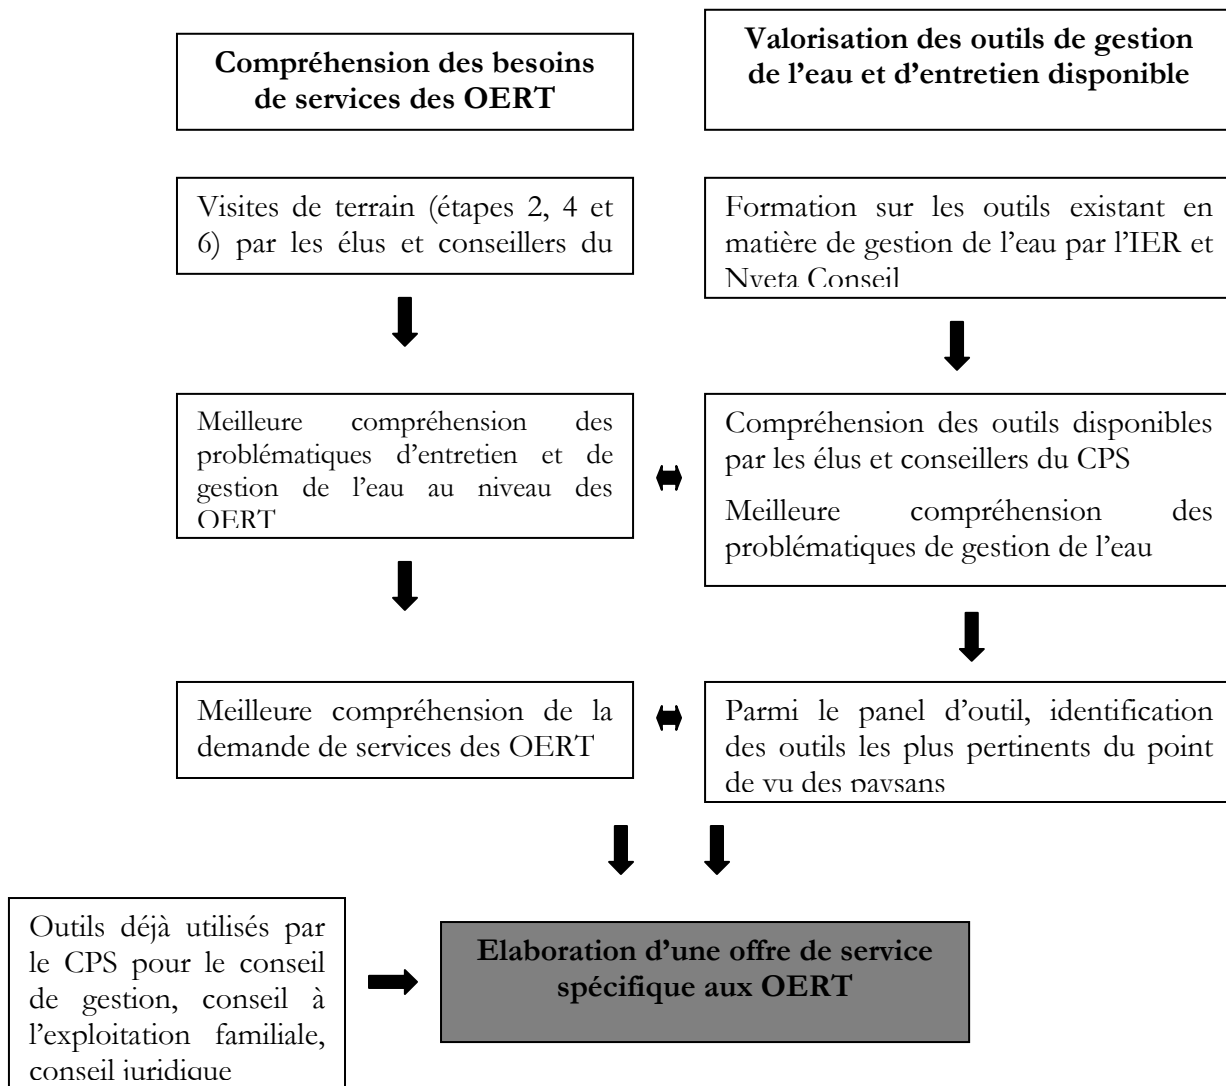 Compréhension des besoins
de services des OERT
Valorisation des outils de gestion
de l'eau et d'entretien disponible
Visites de terrain (étapes 2, 4 et
6) par les élus et conseillers du
Formation sur les outils existant en
matière de gestion de l'eau par l'IER et
Nyeta Conseil
Meilleure compréhension des
problématiques d'entretien et de
gestion de l'eau au niveau des
OERT
Compréhension des outils disponibles
par les élus et conseillers du CPS
Meilleure compréhension des
problématiques de gestion de l'eau
Meilleure compréhension de la
demande de services des OERT
Parmi le panel d'outil, identification
des outils les plus pertinents du point
de vu des paysans
Outils déjà utilisés par
le CPS pour le conseil
de gestion, conseil à
l'exploitation familiale,
conseil juridique
Elaboration d'une offre de service
spécifique aux OERT